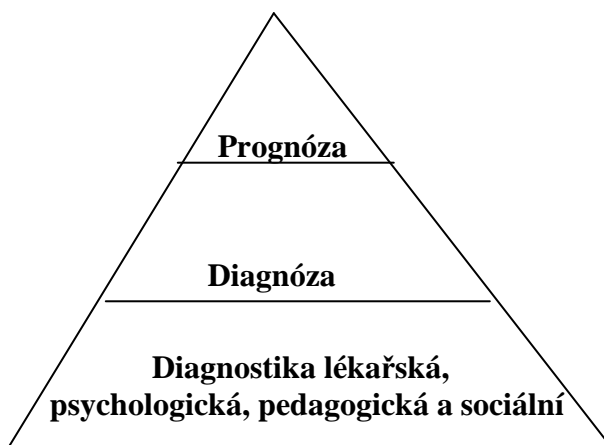 Prognóza
Diagnóza
Diagnostika lékařská,
psychologická, pedagogická a sociální